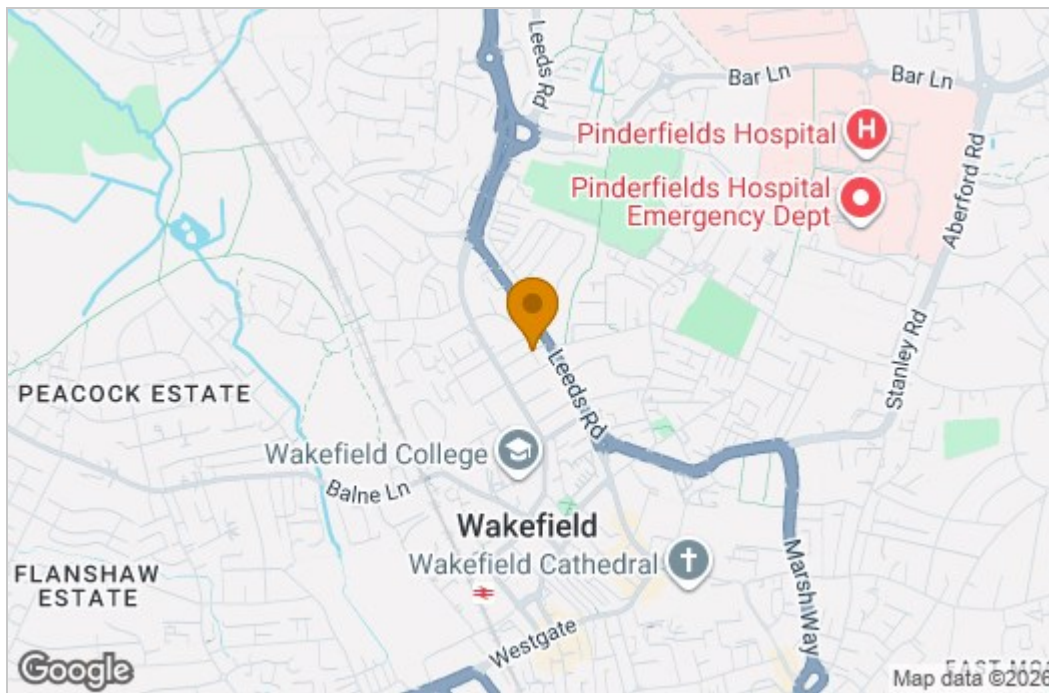 Leeds Rd
Bar Ln
Bar Ln
Pinderfields Hospital
H
Pinderfields Hospital
Emergency Dept
Aberford Rd
Stanley Rd
Leeds Rd
PEACOCK ESTATE
Wakefield College
Balne Ln
Wakefield
Wakefield Cathedral
FLANSHAW
ESTATE
Marsh Way
Westgate
Google
Map data ©2026